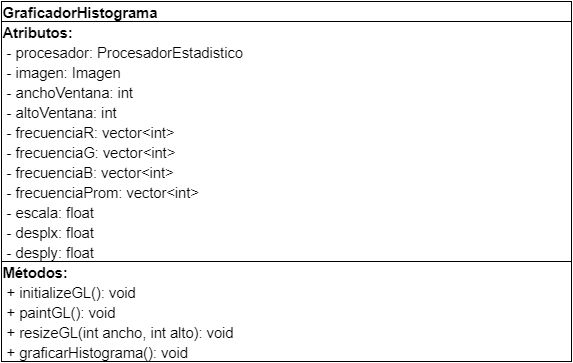 GraficadorHistograma
Atributos:
- procesador: ProcesadorEstadistico
- imagen: Imagen
- anchoVentana: int
- altoVentana: int
- frecuenciaR: vector<int>
- frecuenciaG: vector<int>
- frecuenciaB: vector<int>
- frecuenciaProm: vector<int>
- escala: float
- desplx: float
- desply: float
Métodos:
+ initializeGL(): void
+ paintGL(): void
+ resizeGL(int ancho, int alto): void
+ graficarHistograma(): void